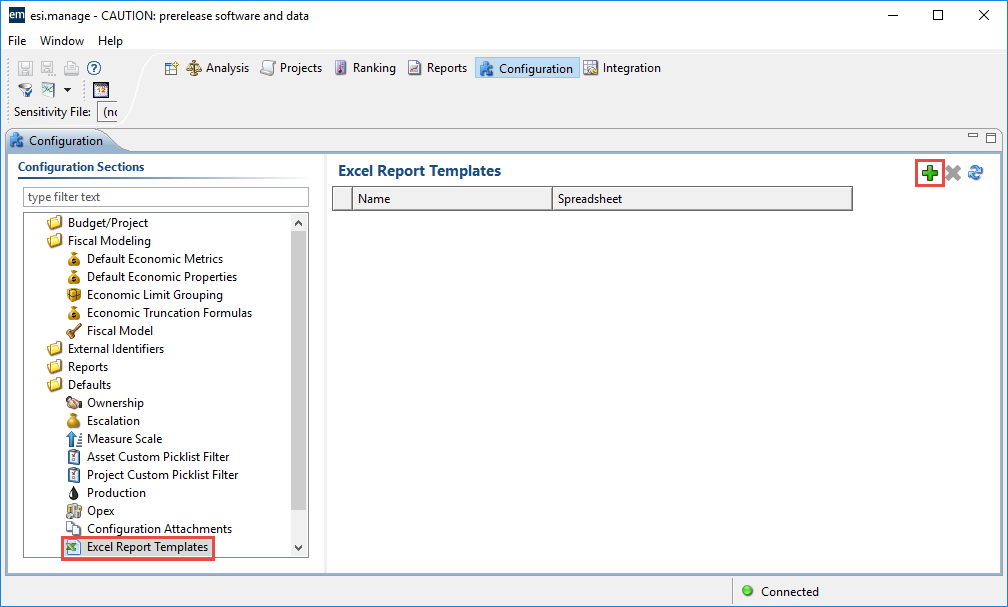 em esi.manage - CAUTION: prerelease software and data
File Window Help
Analysis Projects Ranking Reports Configuration Integration
12
Sensitivity File: (no
Configuration
Configuration Sections
type filter text
Budget/Project
Fiscal Modeling
Default Economic Metrics
Default Economic Properties
Economic Limit Grouping
Economic Truncation Formulas
Fiscal Model
External Identifiers
Reports
Defaults
Ownership
Escalation
Measure Scale
Asset Custom Picklist Filter
Project Custom Picklist Filter
Production
Opex
Configuration Attachments
Excel Report Templates
Excel Report Templates
Name Spreadsheet
Connected